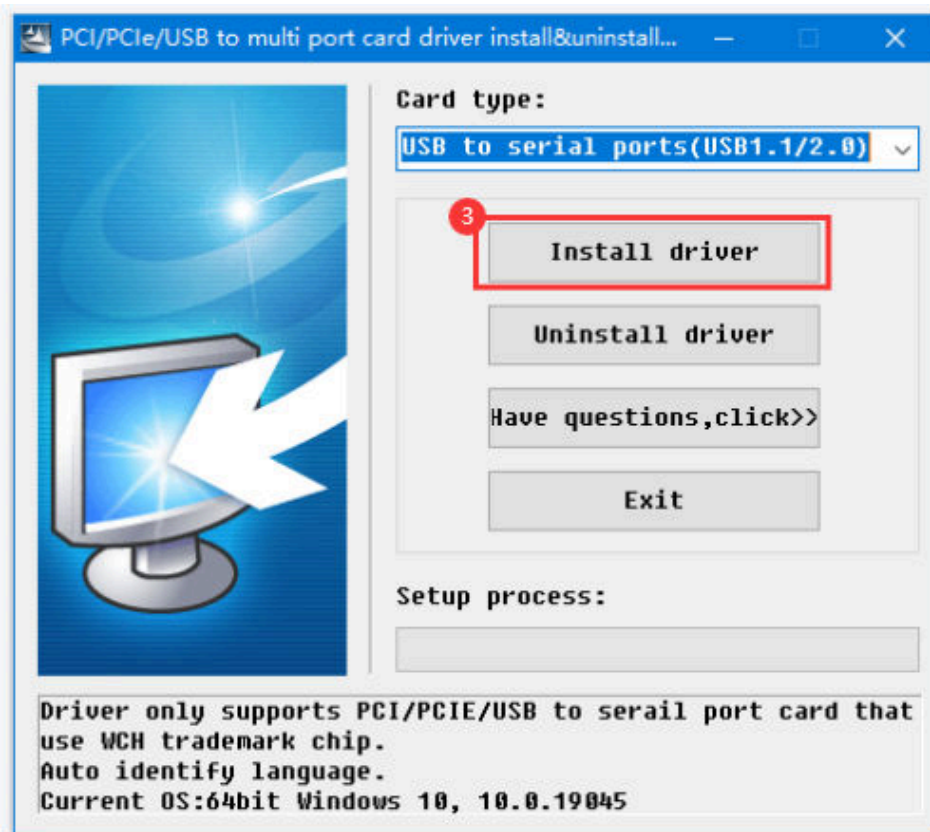 PCI/PCIe/USB to multi port card driver install&uninstall...
Card type:
USB to serial ports(USB1.1/2.0)
3
Install driver
Uninstall driver
Have questions,click>>
Exit
Setup process:
Driver only supports PCI/PCIE/USB to serail port card that
use WCH trademark chip.
Auto identify language.
Current OS:64bit Windows 10, 10.0.19045